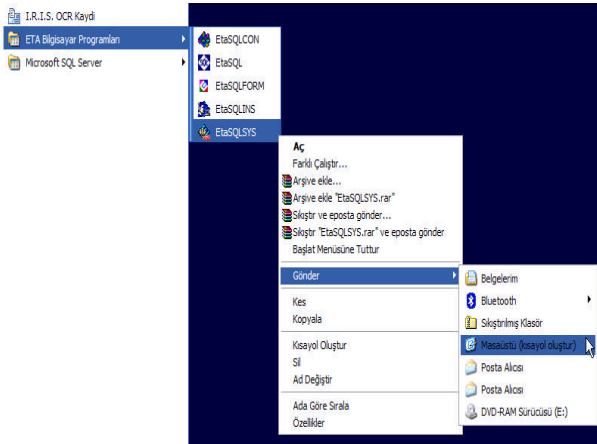 I.R.I.S. OCR Kaydi
ETA Bilgisayar Programları
Microsoft SQL Server
EtaSQLCON
EtaSQL
EtaSQLFORM
EtaSQLINS
EtaSQLSYS
Aç
Farklı Çalıştır...
Arşive ekle...
Arşive ekle "EtaSQLSYS.rar"
Sıkıştır ve eposta gönder...
Sıkıştır "EtaSQLSYS.rar" ve eposta gönder
Başlat Menüsüne Tuttur
Gönder
Kes
Kopyala
Kısayol Oluştur
Sil
Ad Değiştir
Ada Göre Sırala
Özellikler
Belgelerim
Bluetooth
Sıkıştırılmış Klasör
Masaüstü (kısayol oluştur)
Posta Alıcısı
Posta Alıcısı
DVD-RAM Sürücüsü (E:)